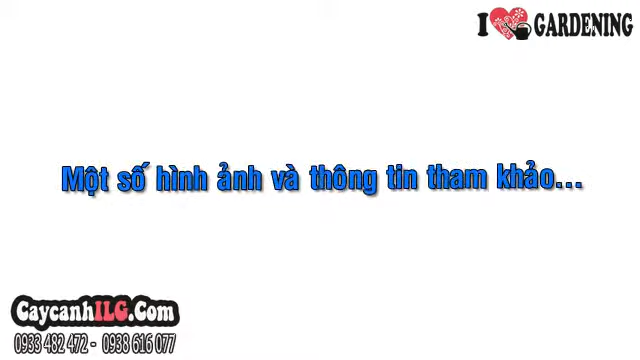 I GARDENING
Một số hình ảnh và thông tin tham khảo...
CaycanhILG.Com
0933 482 472 - 0938 616 077